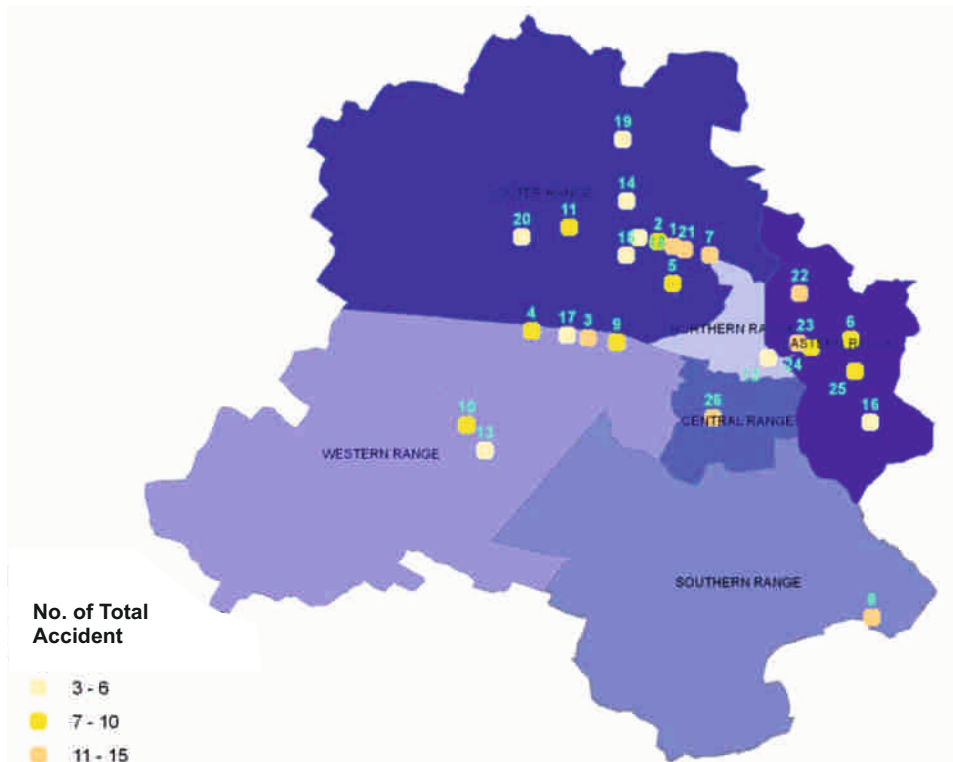 19
14
OUTER RANGE
20
11
18
2
1
21
7
5
22
4
17
3
9
NORTHERN RANGE
23
6
EASTERN RANGE
24
25
10
13
26
16
CENTRAL RANGE
WESTERN RANGE
SOUTHERN RANGE
8
No. of Total
Accident
3 - 6
7 - 10
11 - 15